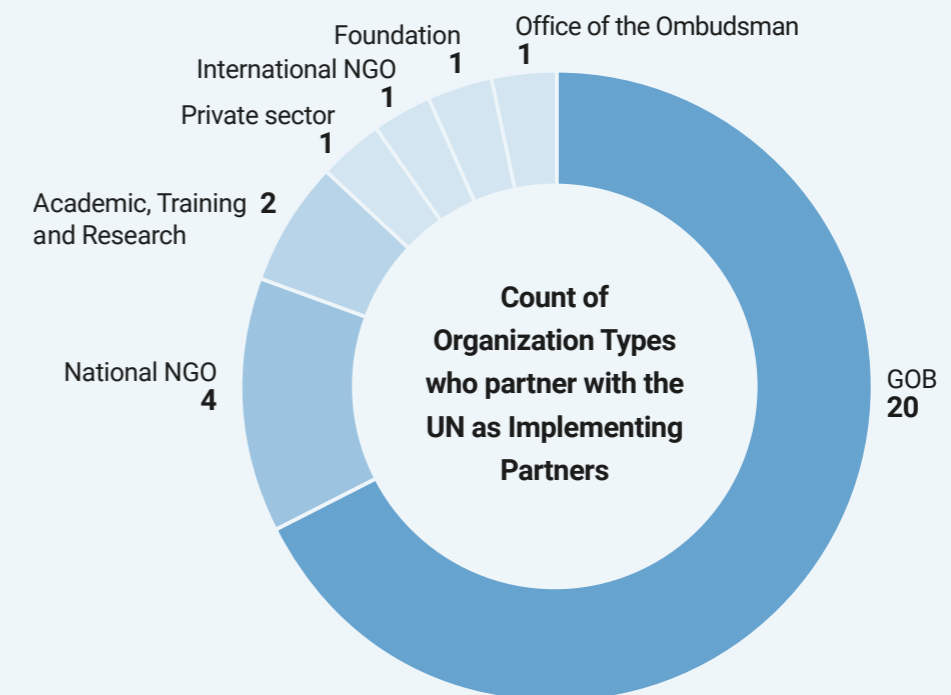 Office of the Ombudsman
1
Foundation
1
International NGO
1
Private sector
1
Academic, Training 2
and Research
National NGO
4
GOB
20
Count of
Organization Types
who partner with the
UN as Implementing
Partners